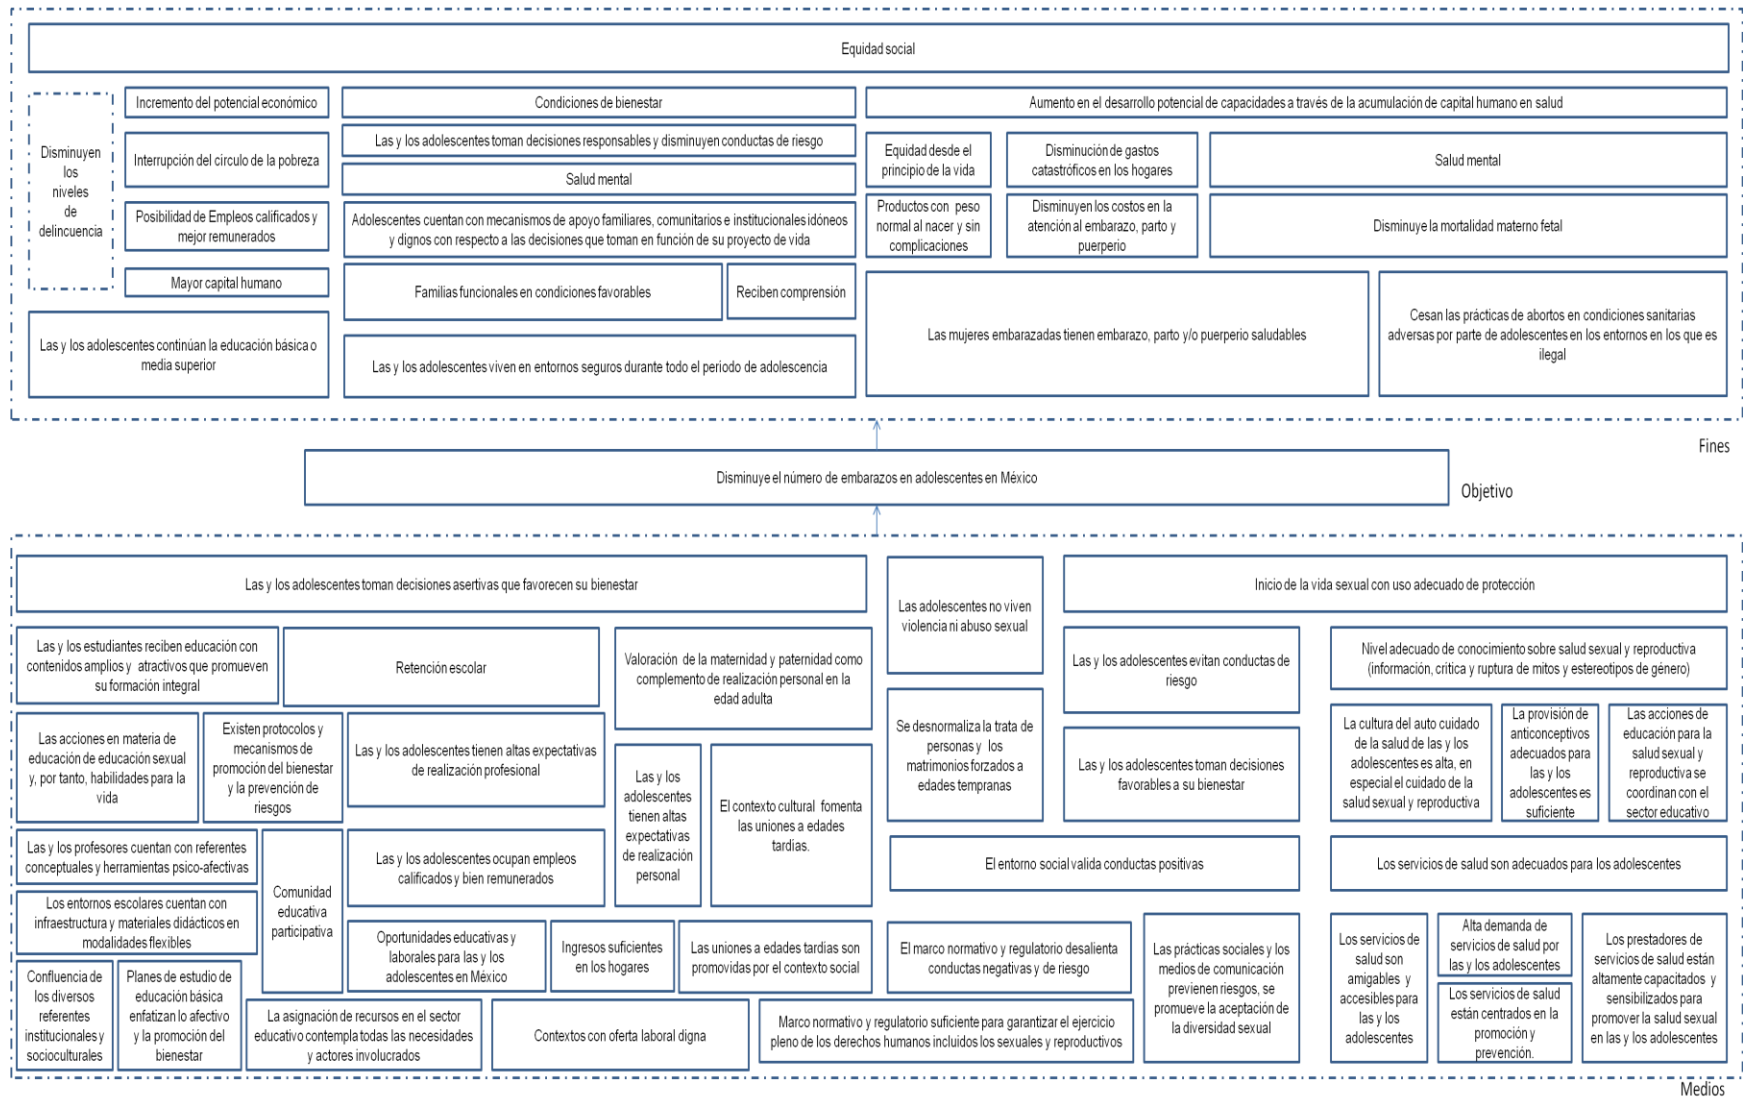 Equidad social
Disminuyen
los
niveles
de
delincuencia
Incremento del potencial económico
Interrupción del circulo de la pobreza
Posibilidad de Empleos calificados y
mejor remunerados
Mayor capital humano
Las y los adolescentes continúan la educación básica o
media superior
Condiciones de bienestar
Las y los adolescentes toman decisiones responsables y disminuyen conductas de riesgo
Salud mental
Adolescentes cuentan con mecanismos de apoyo familiares, comunitarios e institucionales idóneos
y dignos con respecto a las decisiones que toman en función de su proyecto de vida
Familias funcionales en condiciones favorables
Reciben comprensión
Las y los adolescentes viven en entornos seguros durante todo el periodo de adolescencia
Aumento en el desarrollo potencial de capacidades a través de la acumulación de capital humano en salud
Equidad desde el
principio de la vida
Disminución de gastos
catastróficos en los hogares
Salud mental
Productos con peso
normal al nacer y sin
complicaciones
Disminuyen los costos en la
atención al embarazo, parto y
puerperio
Disminuye la mortalidad materno fetal
Las mujeres embarazadas tienen embarazo, parto y/o puerperio saludables
Cesan las prácticas de abortos en condiciones sanitarias
adversas por parte de adolescentes en los entornos en los que es
ilegal
Fines
Disminuye el número de embarazos en adolescentes en México
Objetivo
Las y los adolescentes toman decisiones asertivas que favorecen su bienestar
Las y los estudiantes reciben educación con
contenidos amplios y atractivos que promueven
su formación integral
Retención escolar
Valoración de la maternidad y paternidad como
complemento de realización personal en la
edad adulta
Las acciones en materia de
educación de educación sexual
y, por tanto, habilidades para la
vida
Existen protocolos y
mecanismos de
promoción del bienestar
y la prevención de
riesgos
Las y los adolescentes tienen altas expectativas
de realización profesional
Las y los
adolescentes
tienen altas
expectativas
de realización
personal
El contexto cultural fomenta
las uniones a edades
tardías.
Las y los profesores cuentan con referentes
conceptuales y herramientas psico-afectivas
Comunidad
educativa
participativa
Las y los adolescentes ocupan empleos
calificados y bien remunerados
Los entornos escolares cuentan con
infraestructura y materiales didácticos en
modalidades flexibles
Oportunidades educativas y
laborales para las y los
adolescentes en México
Ingresos suficientes
en los hogares
Las uniones a edades tardías son
promovidas por el contexto social
Confluencia de
los diversos
referentes
institucionales y
socioculturales
Planes de estudio de
educación básica
enfatizan lo afectivo
y la promoción del
bienestar
La asignación de recursos en el sector
educativo contempla todas las necesidades
y actores involucrados
Contextos con oferta laboral digna
Marco normativo y regulatorio suficiente para garantizar el ejercicio
pleno de los derechos humanos incluidos los sexuales y reproductivos
Las adolescentes no viven
violencia ni abuso sexual
Se desnormaliza la trata de
personas y los
matrimonios forzados a
edades tempranas
Inicio de la vida sexual con uso adecuado de protección
Las y los adolescentes evitan conductas de
riesgo
Las y los adolescentes toman decisiones
favorables a su bienestar
El entorno social valida conductas positivas
El marco normativo y regulatorio desalienta
conductas negativas y de riesgo
Las prácticas sociales y los
medios de comunicación
previenen riesgos, se
promueve la aceptación de
la diversidad sexual
Nivel adecuado de conocimiento sobre salud sexual y reproductiva
(información, critica y ruptura de mitos y estereotipos de género)
La cultura del auto cuidado
de la salud de las y los
adolescentes es alta, en
especial el cuidado de la
salud sexual y reproductiva
La provisión de
anticonceptivos
adecuados para
las y los
adolescentes es
suficiente
Las acciones de
educación para la
salud sexual y
reproductiva se
coordinan con el
sector educativo
Los servicios de salud son adecuados para los adolescentes
Los servicios de
salud son
amigables y
accesibles para
las y los
adolescentes
Alta demanda de
servicios de salud por
las y los adolescentes
Los servicios de salud
están centrados en la
promoción y
prevención.
Los prestadores de
servicios de salud están
altamente capacitados y
sensibilizados para
promover la salud sexual
en las y los adolescentes
Medios